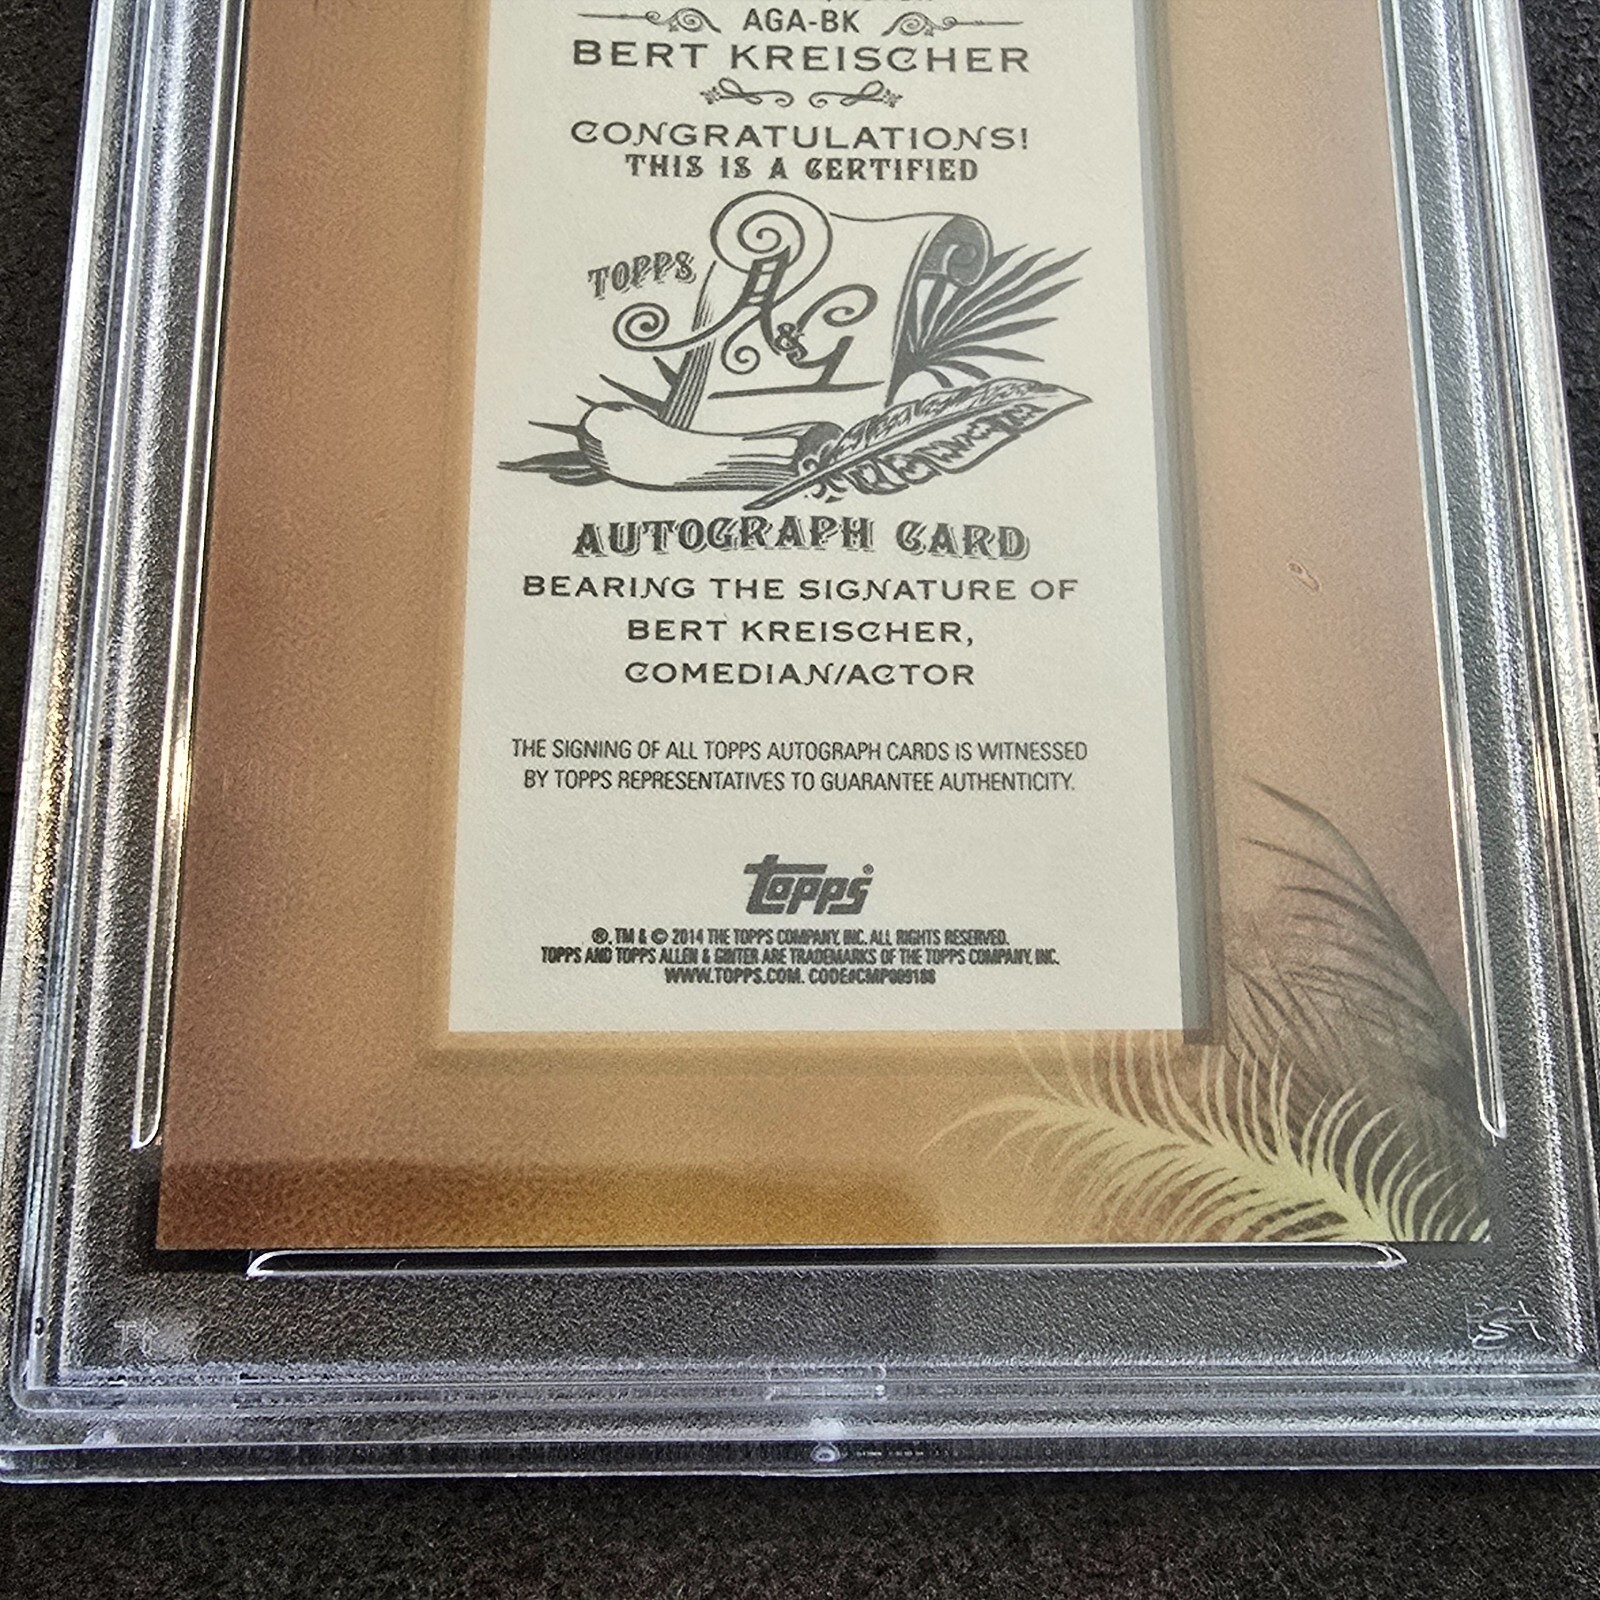 AGA-BK
BERT KREISCHER
CONGRATULATIONS!
THIS IS A CERTIFIED
TOPPS
A&G
AUTOGRAPH CARD
BEARING THE SIGNATURE OF
BERT KREISCHER,
COMEDIAN/ACTOR
THE SIGNING OF ALL TOPPS AUTOGRAPH CARDS IS WITNESSED
BY TOPPS REPRESENTATIVES TO GUARANTEE AUTHENTICITY.
topps
®, TM & © 2014 THE TOPPS COMPANY, INC. ALL RIGHTS RESERVED.
TOPPS AND TOPPS ALLEN & GINTER ARE TRADEMARKS OF THE TOPPS COMPANY, INC.
WWW.TOPPS.COM. CODE#CMP009188
PSA